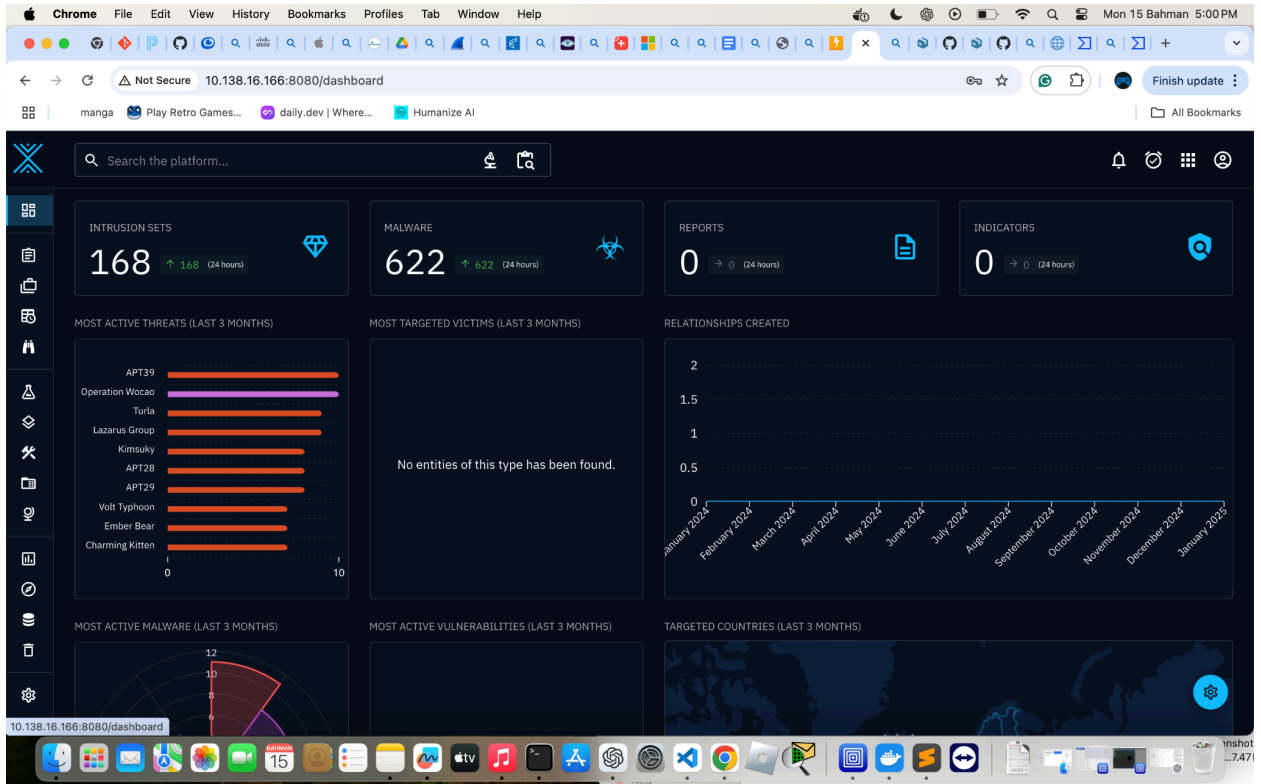 Chrome File Edit View History Bookmarks Profiles Tab Window Help Mon 15 Bahman 5:00 PM
Not Secure 10.138.16.166:8080/dashboard Finish update
manga Play Retro Games... daily.dev | Where... Humanize AI All Bookmarks
Search the platform...
INTRUSION SETS
168 168 (24 hours)
MALWARE
622 622 (24 hours)
REPORTS
0 0 (24 hours)
INDICATORS
0 0 (24 hours)
MOST ACTIVE THREATS (LAST 3 MONTHS)
APT39
Operation Wocao
Turla
Lazarus Group
Kimsuky
APT28
APT29
Volt Typhoon
Ember Bear
Charming Kitten
0 10
MOST TARGETED VICTIMS (LAST 3 MONTHS)
No entities of this type has been found.
RELATIONSHIPS CREATED
2
1.5
1
0.5
0
anuary 2024 February 2024 March 2024 April 2024 May 2024 June 2024 July 2024 August 2024 September 2024 October 2024 November 2024 December 2024 January 2025
MOST ACTIVE MALWARE (LAST 3 MONTHS)
12
10
8
6
MOST ACTIVE VULNERABILITIES (LAST 3 MONTHS)
TARGETED COUNTRIES (LAST 3 MONTHS)
10.138.16.166:8080/dashboard
BAHMAN
15
tv